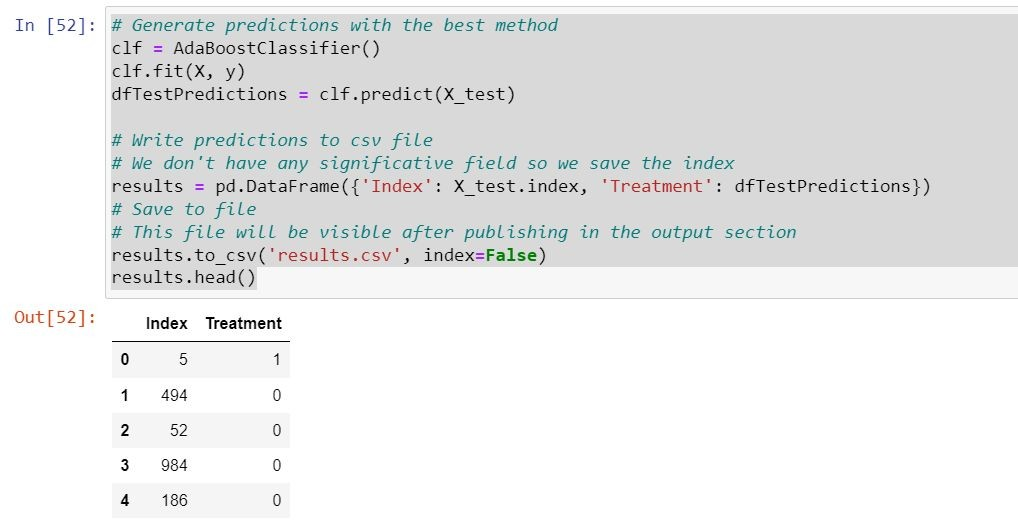 In [52]: # Generate predictions with the best method
clf = AdaBoostClassifier()
clf.fit(X, y)
dfTestPredictions = clf.predict(X_test)
# Write predictions to csv file
# We don't have any significative field so we save the index
results = pd.DataFrame({'Index': X_test.index, 'Treatment': dfTestPredictions})
# Save to file
# This file will be visible after publishing in the output section
results.to_csv('results.csv', index=False)
results.head()
Out[52]:
Index Treatment
0 5 1
1 494 0
2 52 0
3 984 0
4 186 0